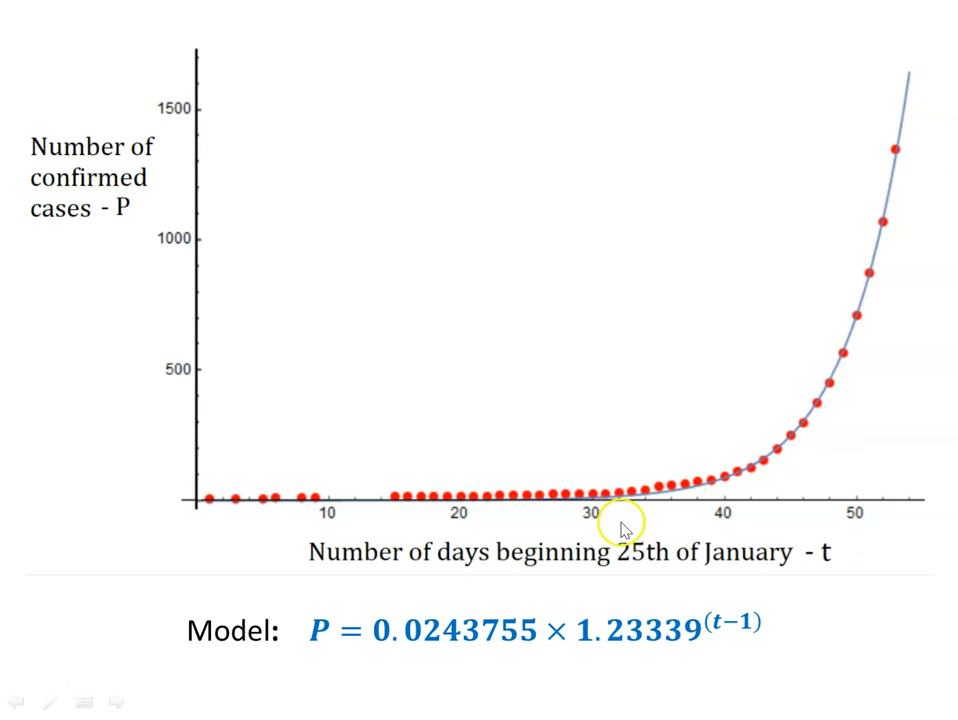 1500
Number of
confirmed
cases - P
1000
500
10 20 30 40 50
Number of days beginning 25th of January - t
Model: P = 0.0243755 × 1.23339^(t−1)